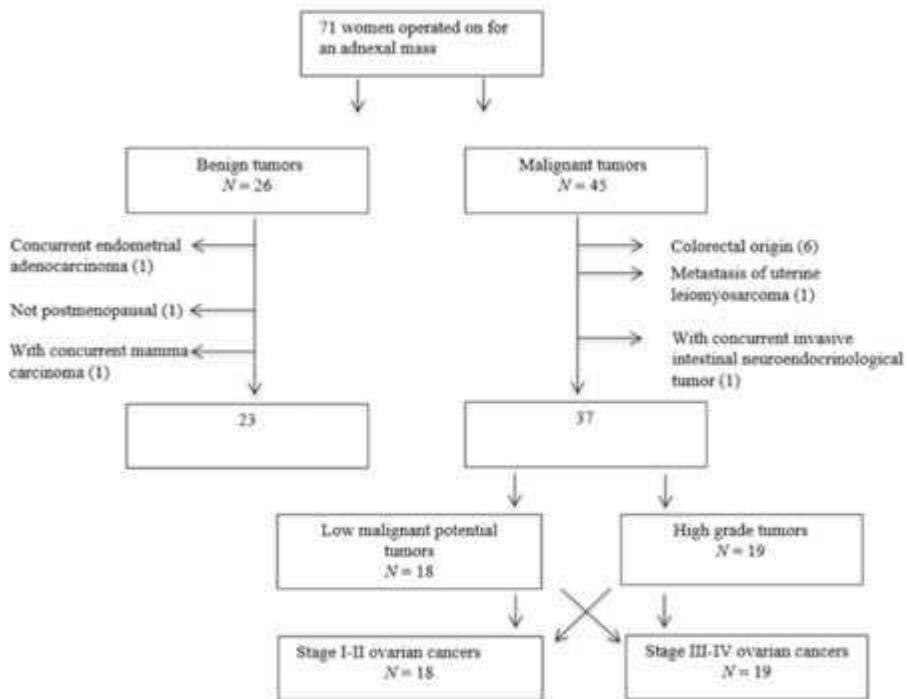 71 women operated on for
an adnexal mass
Benign tumors
N = 26
Malignant tumors
N = 45
Concurrent endometrial
adenocarcinoma (1)
Not postmenopausal (1)
With concurrent mamma
carcinoma (1)
Colorectal origin (6)
Metastasis of uterine
leiomyosarcoma (1)
With concurrent invasive
intestinal neuroendocrinological
tumor (1)
23
37
Low malignant potential
tumors
N = 18
High grade tumors
N = 19
Stage I-II ovarian cancers
N = 18
Stage III-IV ovarian cancers
N = 19